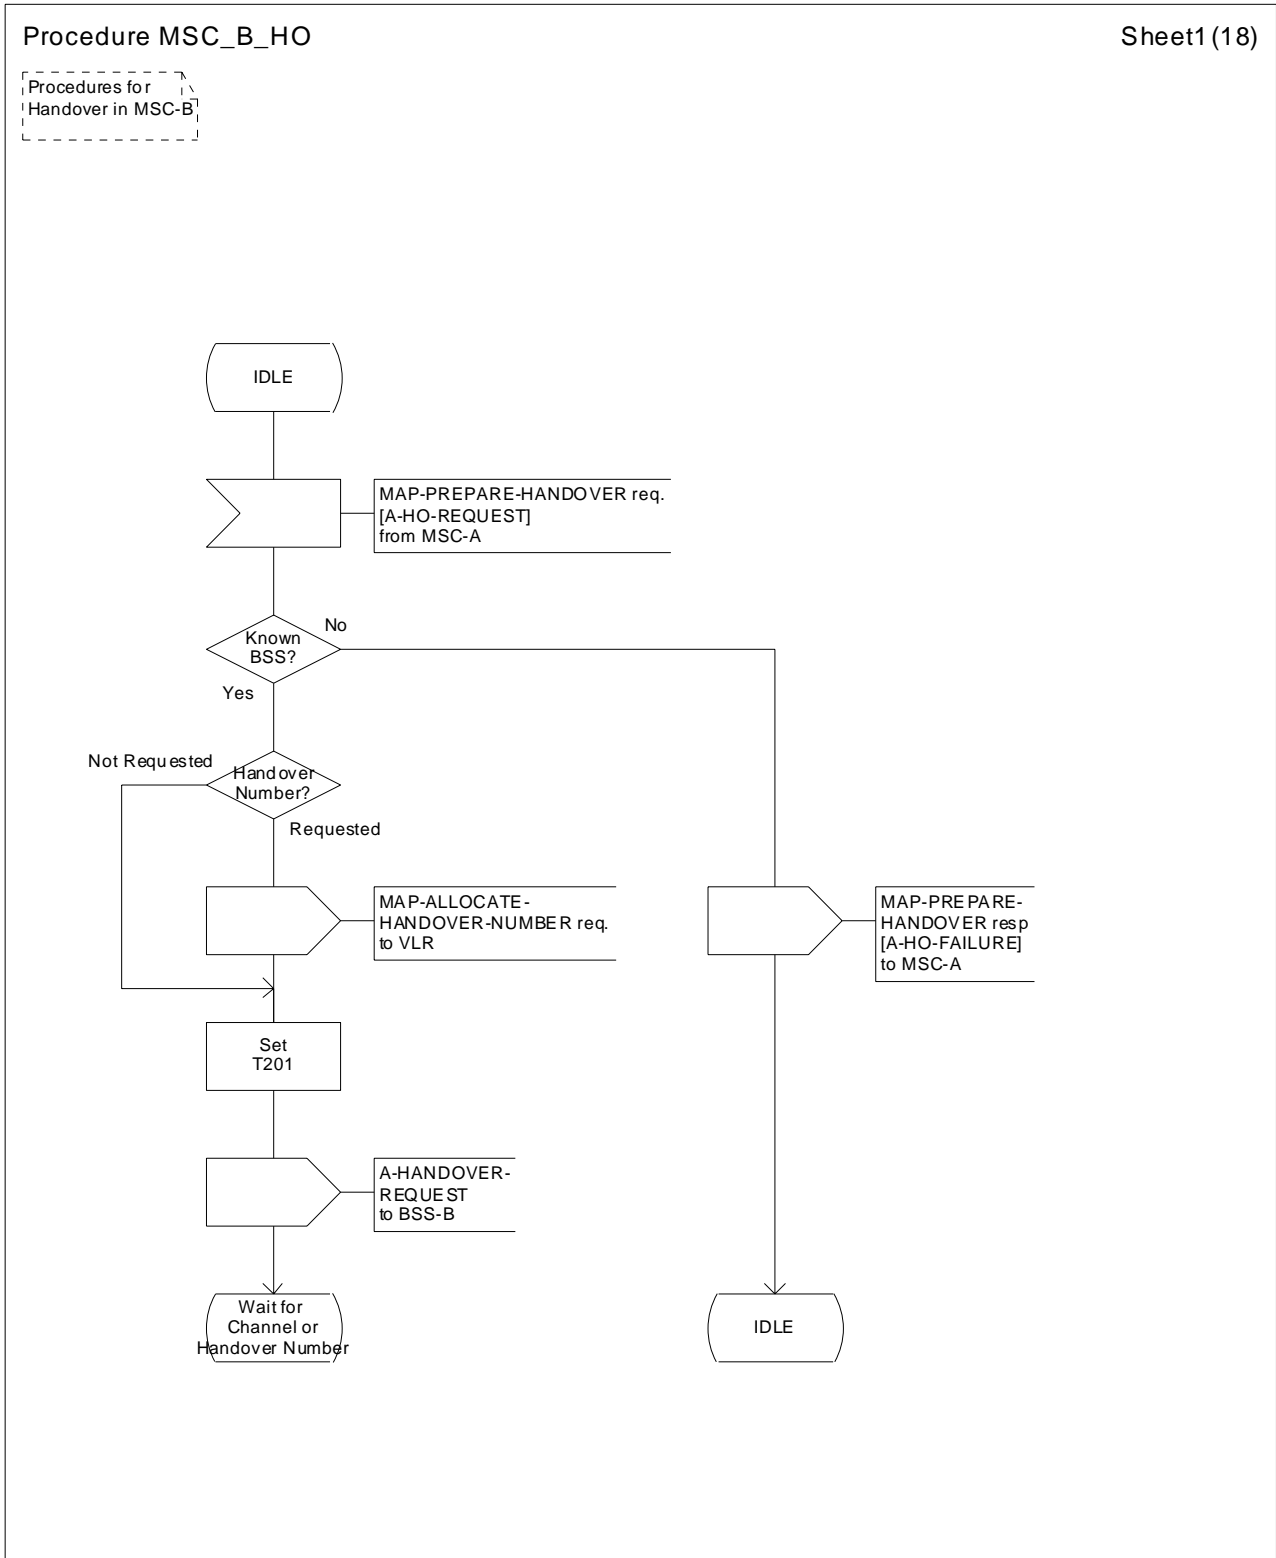 Procedure MSC_B_HO
Sheet1(18)
Procedures for
Handover in MSC-B
IDLE
MAP-PREPARE-HANDOVER req.
[A-HO-REQUEST]
from MSC-A
Known
BSS?
No
Yes
Not Requested
Handover
Number?
Requested
MAP-ALLOCATE-
HANDOVER-NUMBER req.
to VLR
MAP-PREPARE-
HANDOVER resp
[A-HO-FAILURE]
to MSC-A
Set
T201
A-HANDOVER-
REQUEST
to BSS-B
Wait for
Channel or
Handover Number
IDLE